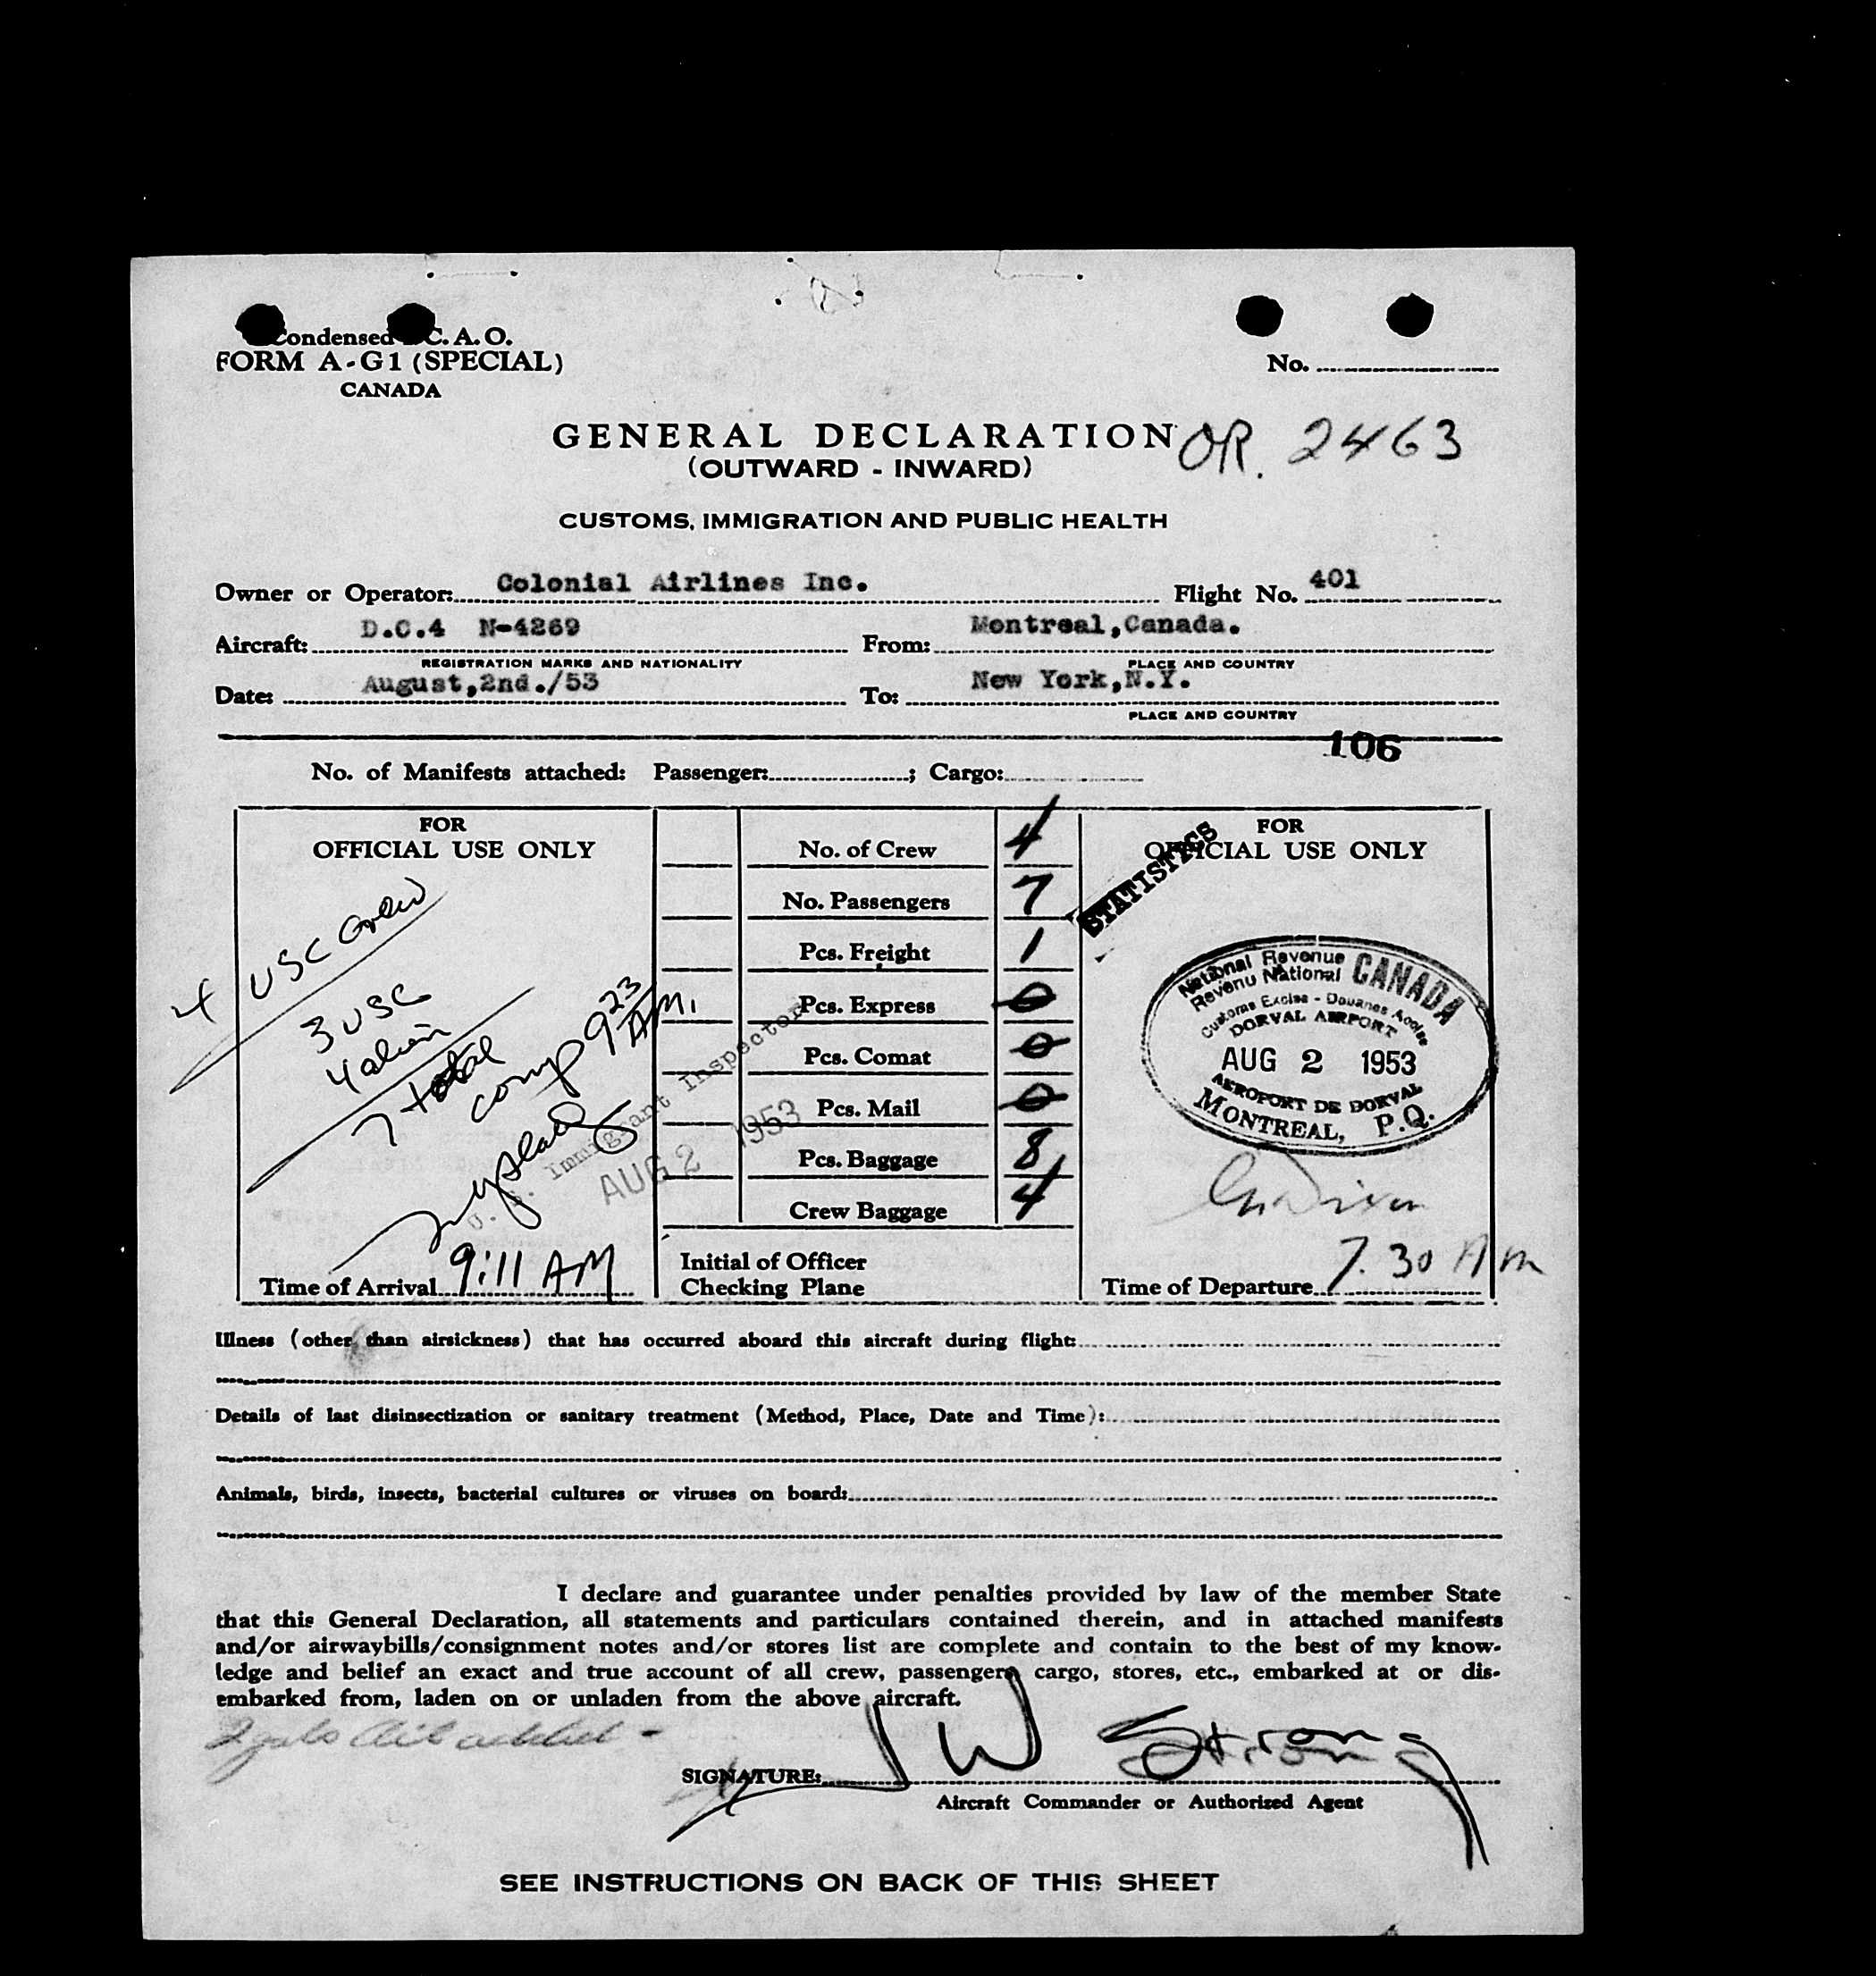 Condensed I.C.A.O.
FORM A-G1 (SPECIAL)
CANADA
No.
GENERAL DECLARATION
OR. 2463
(OUTWARD - INWARD)
CUSTOMS, IMMIGRATION AND PUBLIC HEALTH
Owner or Operator: Colonial Airlines Inc. Flight No. 401
Aircraft: D.C.4 N-4269 From: Montreal,Canada.
REGISTRATION MARKS AND NATIONALITY PLACE AND COUNTRY
Date: August,2nd./53 To: New York,N.Y.
PLACE AND COUNTRY
106
No. of Manifests attached: Passenger: ; Cargo:
FOR
OFFICIAL USE ONLY
4 USC Crew
3 USC
4 alien
7 total
comp 9 23 AM.
U. S. Immigrant Inspector
AUG 2 1953
Time of Arrival 9:11 AM
No. of Crew 4
No. Passengers 7
Pcs. Freight 1
Pcs. Express 0
Pcs. Comat 0
Pcs. Mail 0
Pcs. Baggage 8
Crew Baggage 4
Initial of Officer
Checking Plane
FOR
OFFICIAL USE ONLY
STATISTICS
National Revenue
Revenu National
CANADA
Customs Excise - Douanes Accise
DORVAL AIRPORT
AUG 2 1953
AEROPORT DE DORVAL
MONTREAL, P.Q.
Time of Departure 7.30 AM
Illness (other than airsickness) that has occurred aboard this aircraft during flight:
Details of last disinsectization or sanitary treatment (Method, Place, Date and Time):
Animals, birds, insects, bacterial cultures or viruses on board:
I declare and guarantee under penalties provided by law of the member State
that this General Declaration, all statements and particulars contained therein, and in attached manifests
and/or airwaybills/consignment notes and/or stores list are complete and contain to the best of my know-
ledge and belief an exact and true account of all crew, passengers, cargo, stores, etc., embarked at or dis-
embarked from, laden on or unladen from the above aircraft.
SIGNATURE: J W Strong
Aircraft Commander or Authorized Agent
SEE INSTRUCTIONS ON BACK OF THIS SHEET